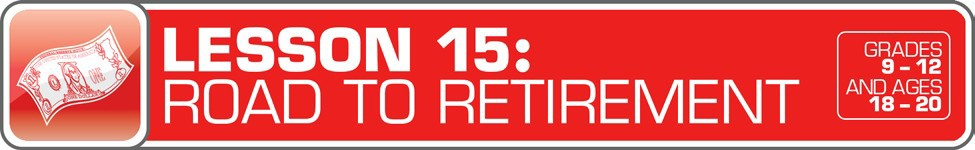 LESSON 15:
ROAD TO RETIREMENT
GRADES
9 – 12
AND AGES
18 – 20